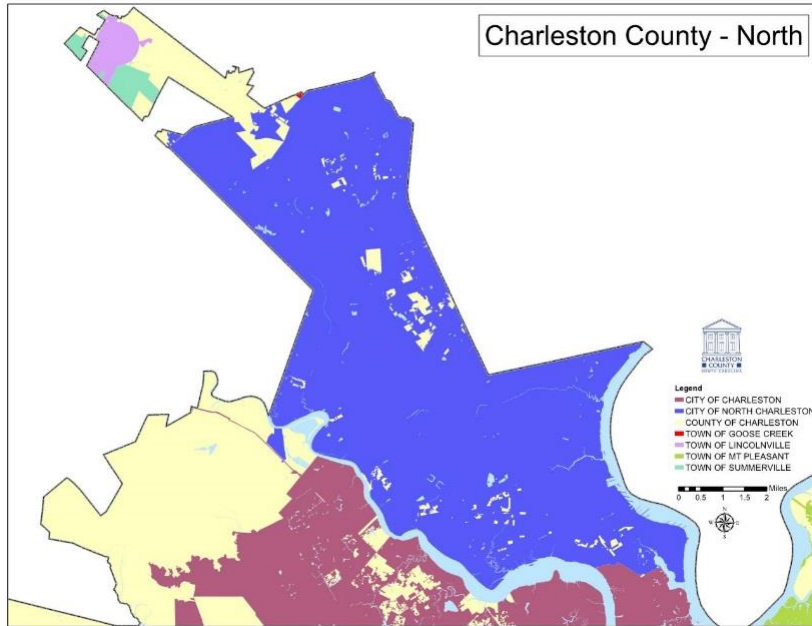 Charleston County - North
CHARLESTON
COUNTY
SOUTH CAROLINA
Legend
CITY OF CHARLESTON
CITY OF NORTH CHARLESTON
COUNTY OF CHARLESTON
TOWN OF GOOSE CREEK
TOWN OF LINCOLNVILLE
TOWN OF MT PLEASANT
TOWN OF SUMMERVILLE
Miles
0 0.5 1 1.5 2
N
W E
S